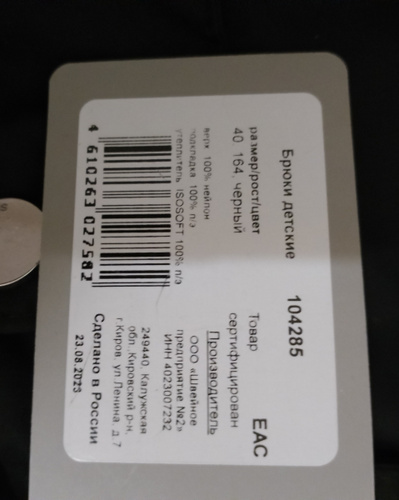 Брюки детские 104285 EAC
размер/рост/цвет
40, 164, черный
верх 100% нейлон
подкладка 100% п/э
утеплитель ISOSOFT 100% п/э
4 610263 027582
Товар
сертифицирован
Производитель
ООО «Швейное
предприятие №2»
ИНН 4023007232
249440, Калужская
обл, Кировский р-н,
г.Киров, ул Ленина, д.7
Сделано в России
23.08.2023